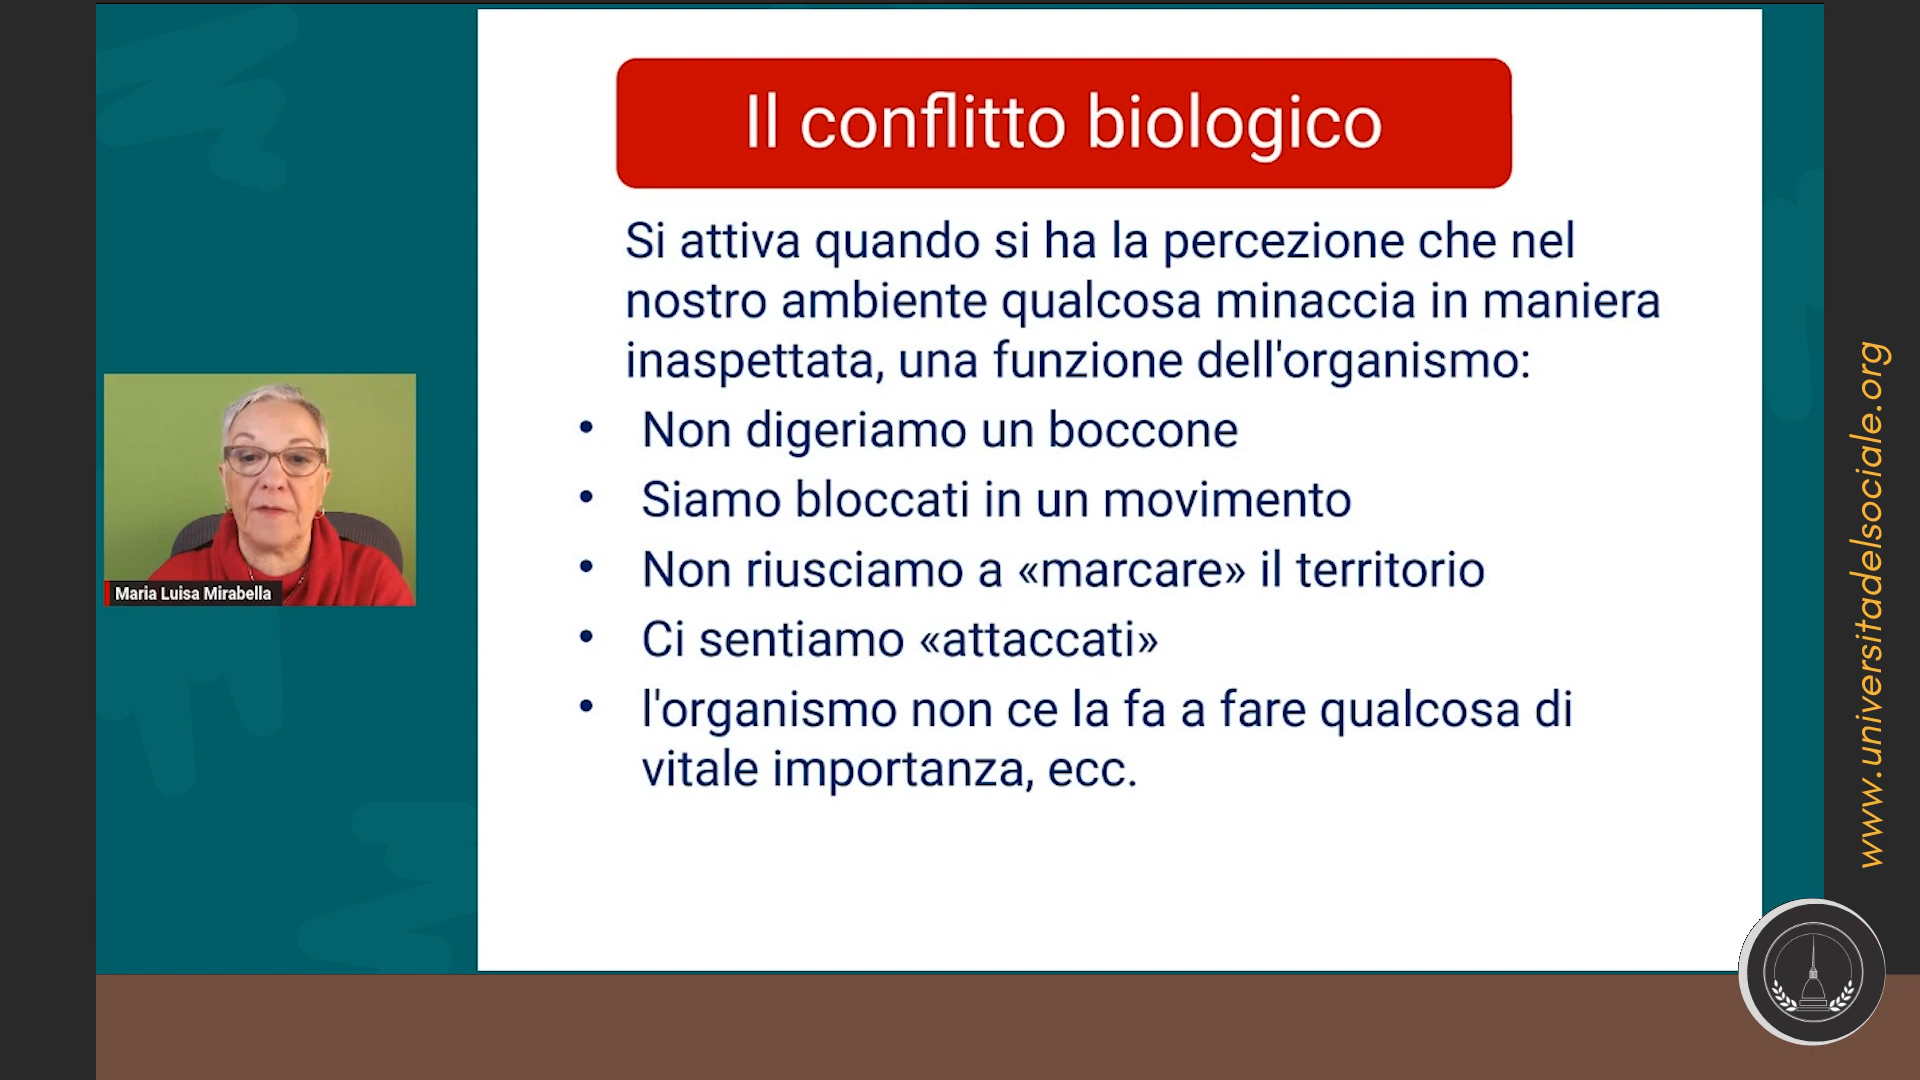 Il conflitto biologico
Si attiva quando si ha la percezione che nel
nostro ambiente qualcosa minaccia in maniera
inaspettata, una funzione dell'organismo:
• Non digeriamo un boccone
• Siamo bloccati in un movimento
• Non riusciamo a «marcare» il territorio
• Ci sentiamo «attaccati»
• l'organismo non ce la fa a fare qualcosa di
vitale importanza, ecc.
Maria Luisa Mirabella
www.universitadelsociale.org